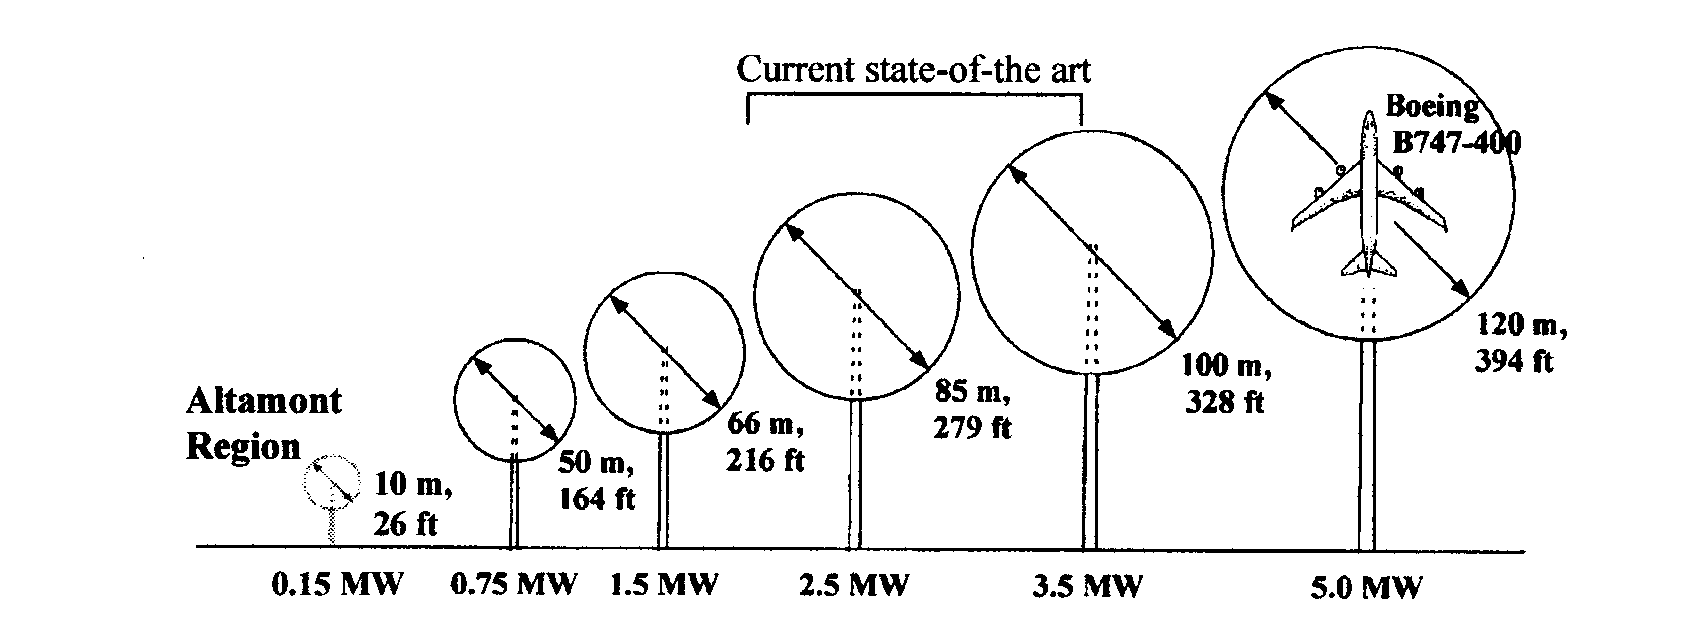 Current state-of-the art
Boeing
B747-400
120 m,
394 ft
100 m,
328 ft
85 m,
279 ft
66 m,
216 ft
Altamont
Region
50 m,
164 ft
10 m,
26 ft
0.15 MW 0.75 MW 1.5 MW 2.5 MW 3.5 MW 5.0 MW